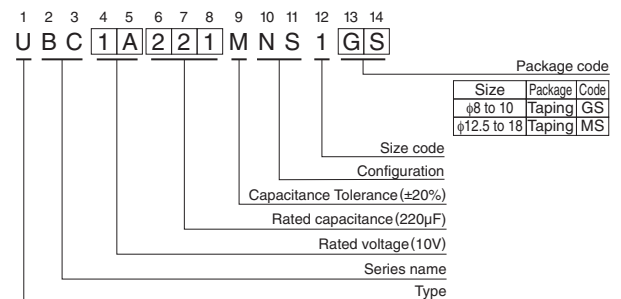 1 2 3 4 5 6 7 8 9 10 11 12 13 14
U B C 1 A 2 2 1 M N S 1 G S
Package code
Size Package Code
ϕ8 to 10 Taping GS
ϕ12.5 to 18 Taping MS
Size code
Configuration
Capacitance Tolerance (±20%)
Rated capacitance (220µF)
Rated voltage (10V)
Series name
Type